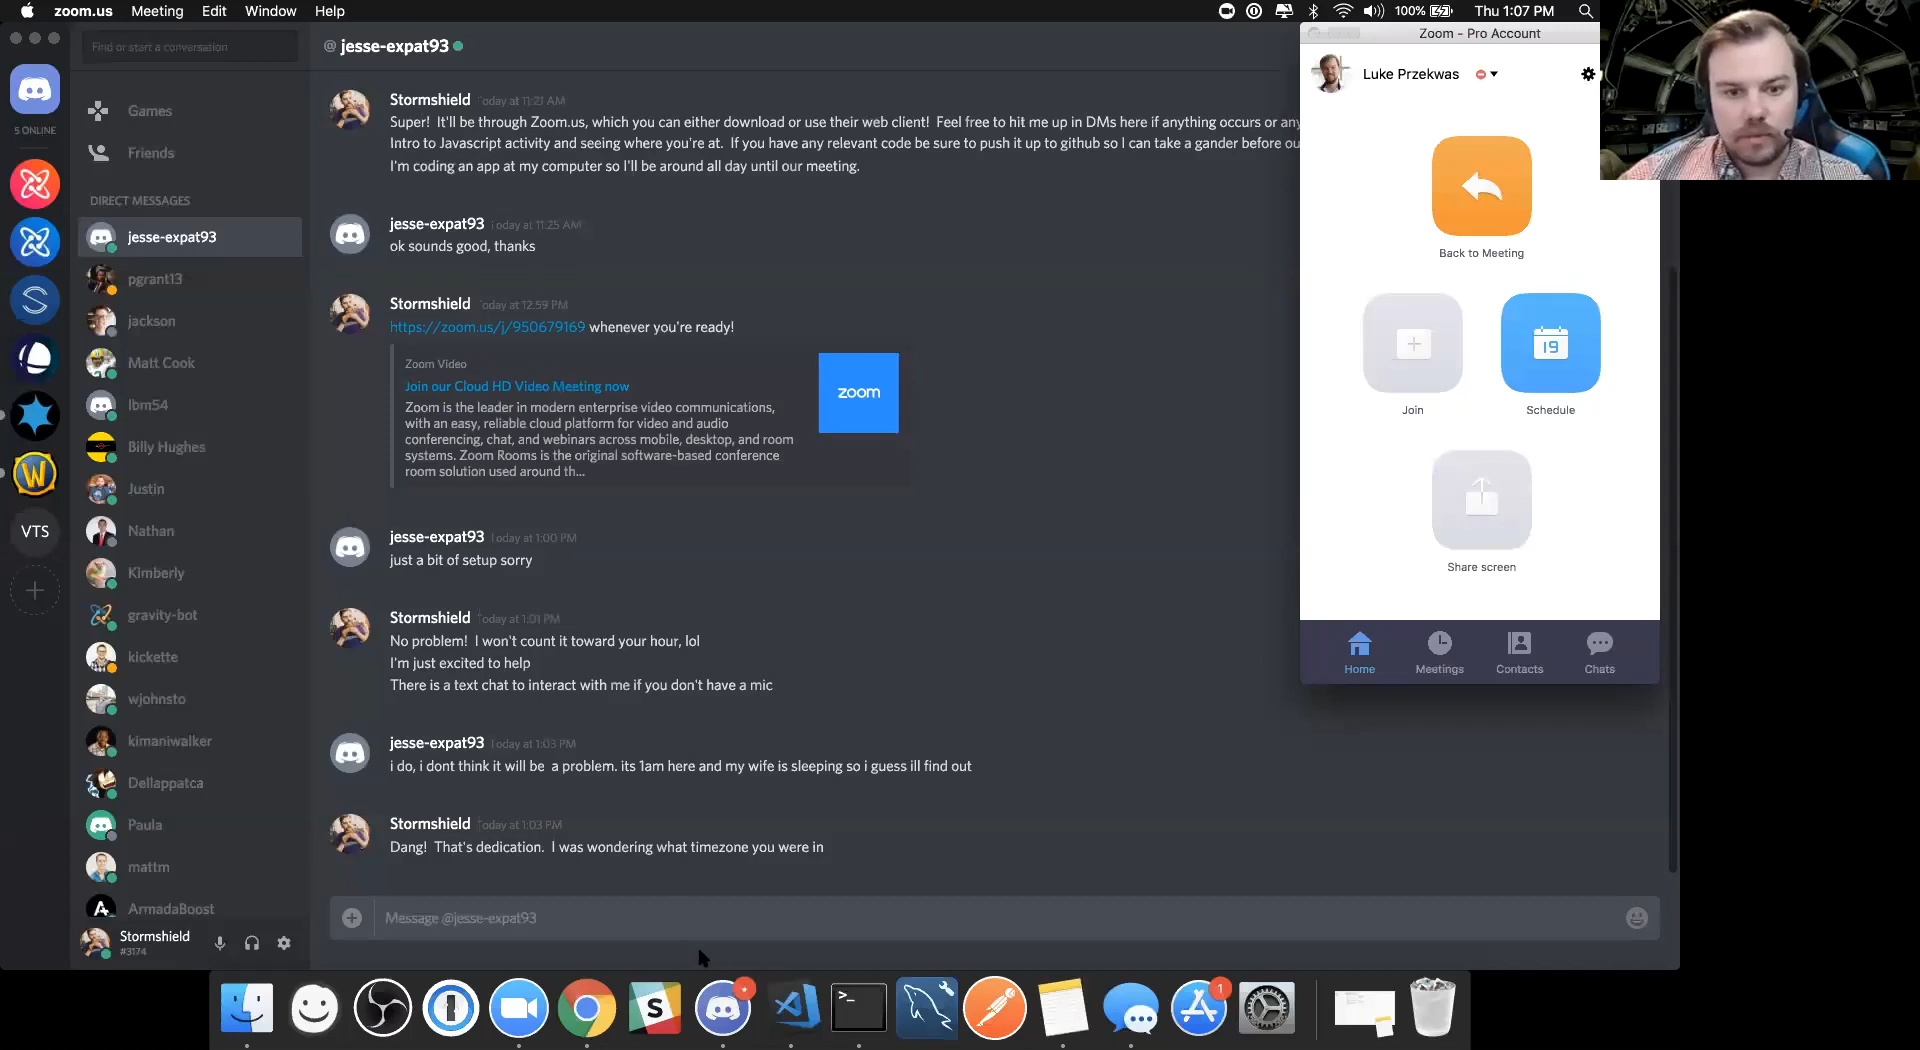 zoom.us Meeting Edit Window Help
100% Thu 1:07 PM
Find or start a conversation
5 ONLINE
Games
Friends
DIRECT MESSAGES
jesse-expat93
pgrant13
jackson
Matt Cook
lbm54
Billy Hughes
Justin
Nathan
Kimberly
gravity-bot
kickette
wjohnsto
kimaniwalker
Dellappatca
Paula
mattm
ArmadaBoost
VTS
Stormshield
#3174
@ jesse-expat93
Stormshield Today at 11:21 AM
Super! It'll be through Zoom.us, which you can either download or use their web client! Feel free to hit me up in DMs here if anything occurs or any
Intro to Javascript activity and seeing where you're at. If you have any relevant code be sure to push it up to github so I can take a gander before ou
I'm coding an app at my computer so I'll be around all day until our meeting.
jesse-expat93 Today at 11:25 AM
ok sounds good, thanks
Stormshield Today at 12:59 PM
https://zoom.us/j/950679169 whenever you're ready!
Zoom Video
Join our Cloud HD Video Meeting now
Zoom is the leader in modern enterprise video communications,
with an easy, reliable cloud platform for video and audio
conferencing, chat, and webinars across mobile, desktop, and room
systems. Zoom Rooms is the original software-based conference
room solution used around th...
zoom
jesse-expat93 Today at 1:00 PM
just a bit of setup sorry
Stormshield Today at 1:01 PM
No problem! I won't count it toward your hour, lol
I'm just excited to help
There is a text chat to interact with me if you don't have a mic
jesse-expat93 Today at 1:03 PM
i do, i dont think it will be a problem. its 1am here and my wife is sleeping so i guess ill find out
Stormshield Today at 1:03 PM
Dang! That's dedication. I was wondering what timezone you were in
Message @jesse-expat93
Zoom - Pro Account
Luke Przekwas
Back to Meeting
19
Join Schedule
Share screen
Home Meetings Contacts Chats
S
>_
1